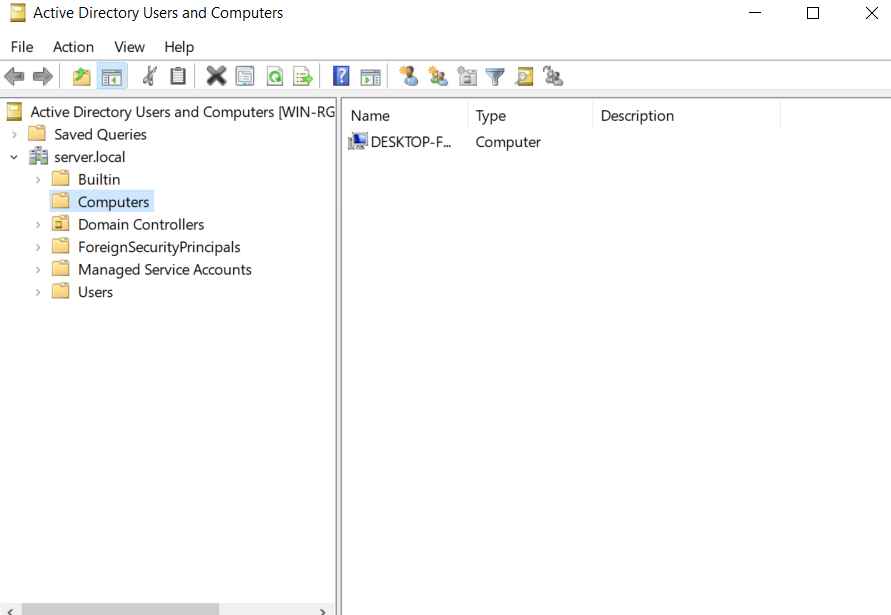 Active Directory Users and Computers
File Action View Help
Active Directory Users and Computers [WIN-RG
Saved Queries
server.local
Builtin
Computers
Domain Controllers
ForeignSecurityPrincipals
Managed Service Accounts
Users
Name Type Description
DESKTOP-F... Computer